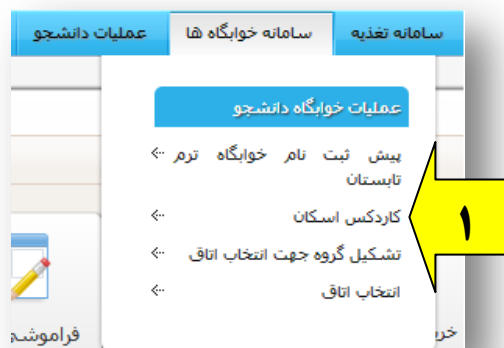 سامانه تغذیه
سامانه خوابگاه ها
عملیات دانشجو
عملیات خوابگاه دانشجو
پیش ثبت نام خوابگاه ترم
تابستان
کاردکس اسکان
تشکیل گروه جهت انتخاب اتاق
انتخاب اتاق
۱